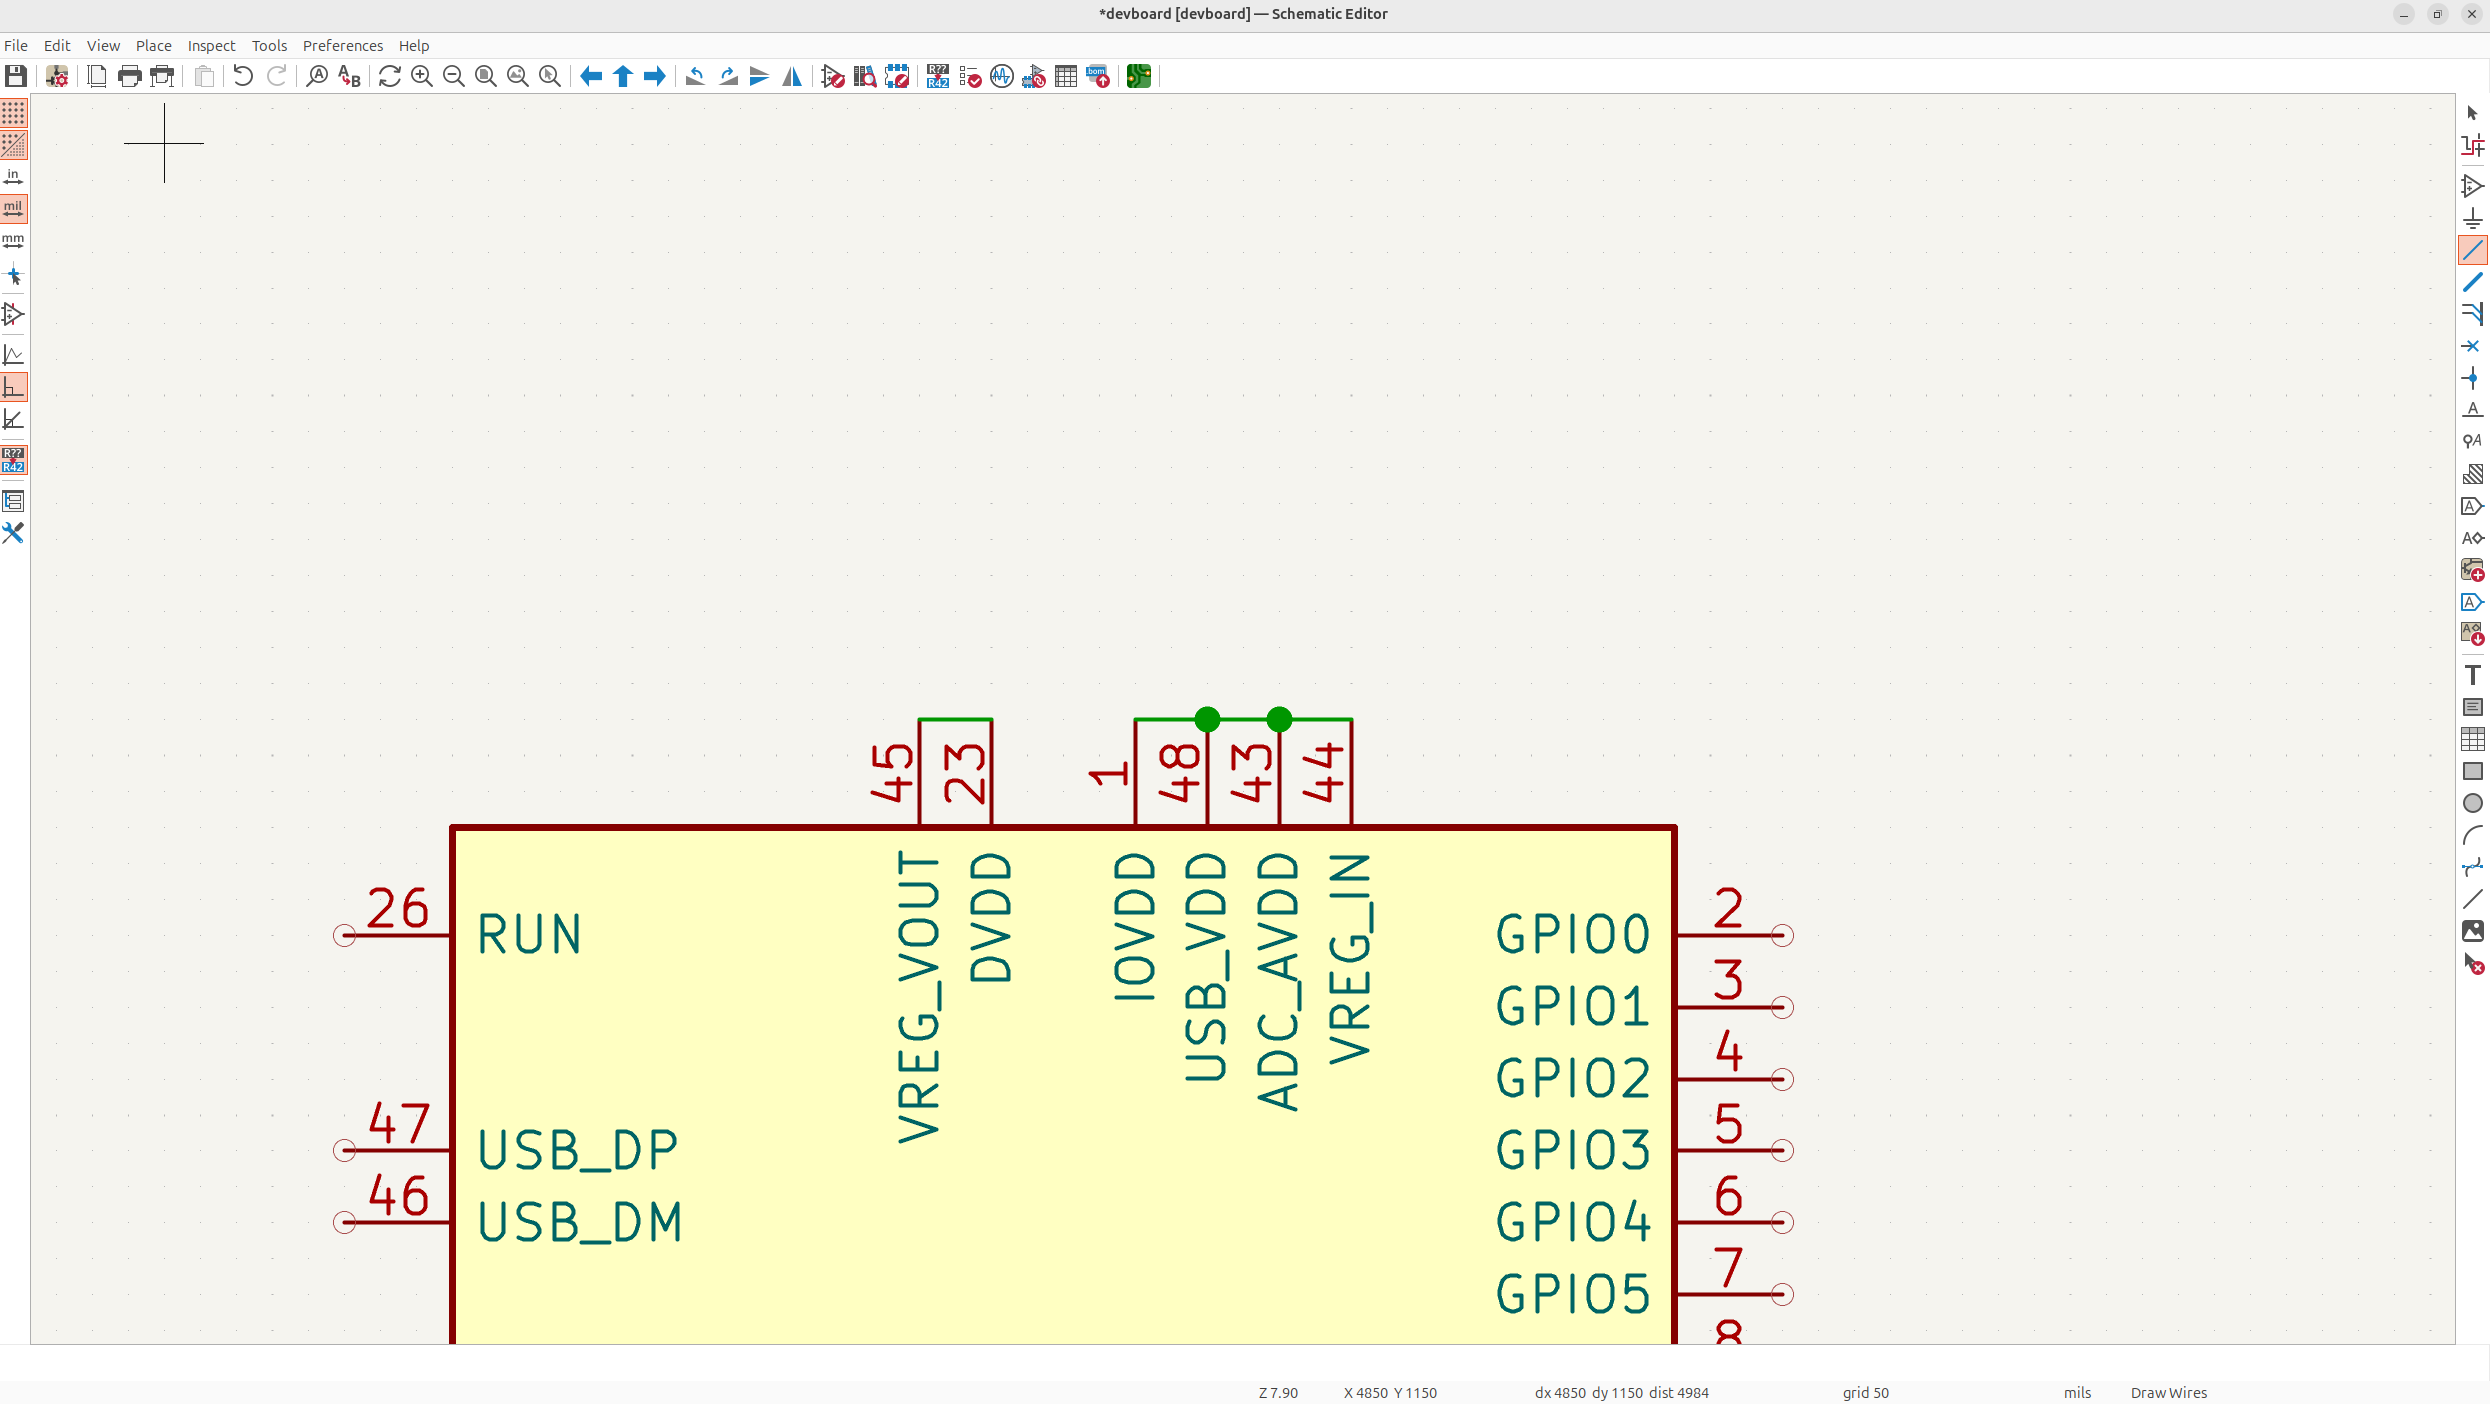 *devboard [devboard] — Schematic Editor
File Edit View Place Inspect Tools Preferences Help
A A B R?? R42 .bom
in
mil
mm
R??
R42
A
A
A
A
A
A
T
45 23 1 48 43 44
VREG_VOUT DVDD IOVDD USB_VDD ADC_AVDD VREG_IN
26 RUN
47 USB_DP
46 USB_DM
GPIO0 2
GPIO1 3
GPIO2 4
GPIO3 5
GPIO4 6
GPIO5 7
8
Z 7.90 X 4850 Y 1150 dx 4850 dy 1150 dist 4984 grid 50 mils Draw Wires